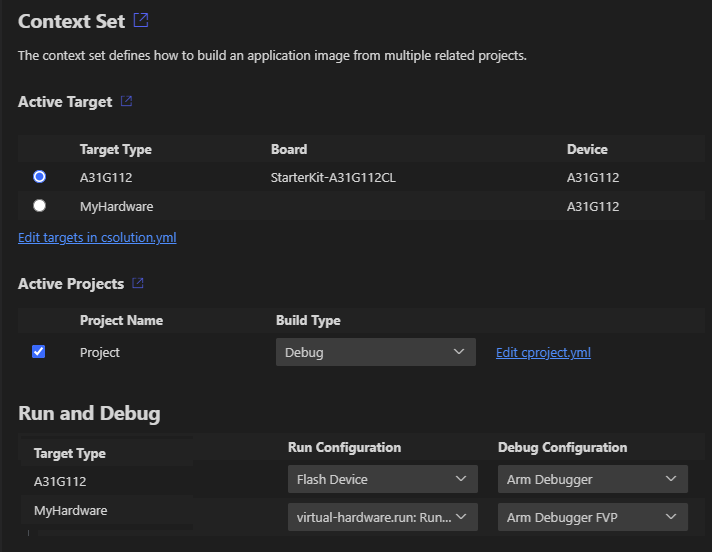 Context Set
The context set defines how to build an application image from multiple related projects.
Active Target
Target Type Board Device
A31G112 StarterKit-A31G112CL A31G112
MyHardware A31G112
Edit targets in csolution.yml
Active Projects
Project Name Build Type
Project Debug Edit cproject.yml
Run and Debug
Target Type Run Configuration Debug Configuration
A31G112 Flash Device Arm Debugger
MyHardware virtual-hardware.run: Run... Arm Debugger FVP